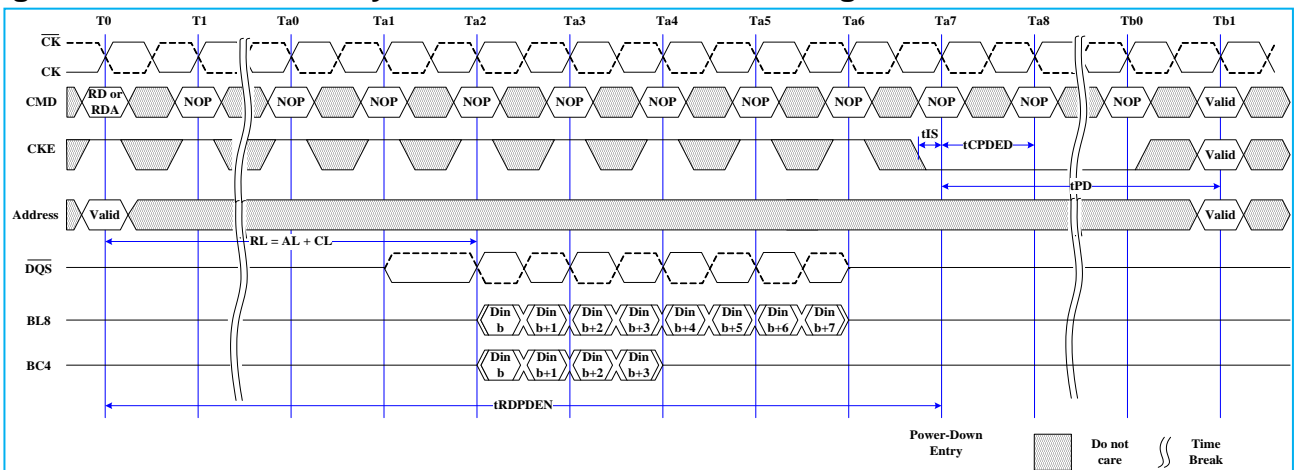 T0 T1 Ta0 Ta1 Ta2 Ta3 Ta4 Ta5 Ta6 Ta7 Ta8 Tb0 Tb1
CK
CK
CMD RD or RDA NOP NOP NOP NOP NOP NOP NOP NOP NOP NOP NOP Valid
tIS
CKE tCPDED Valid
tPD
Address Valid Valid
RL = AL + CL
DQS
BL8 Din b Din b+1 Din b+2 Din b+3 Din b+4 Din b+5 Din b+6 Din b+7
BC4 Din b Din b+1 Din b+2 Din b+3
tRDPDEN
Power-Down
Entry
Do not
care
Time
Break